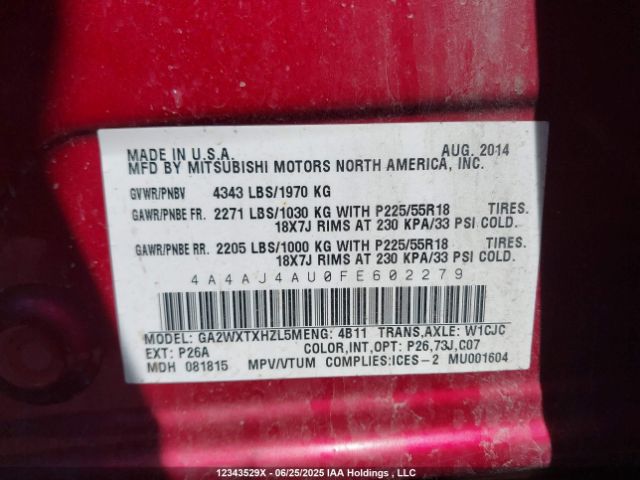 MADE IN U.S.A. AUG. 2014
MFD BY MITSUBISHI MOTORS NORTH AMERICA, INC.
GVWR/PNBV 4343 LBS/1970 KG
GAWR/PNBE FR. 2271 LBS/1030 KG WITH P225/55R18 TIRES.
18X7J RIMS AT 230 KPA/33 PSI COLD.
GAWR/PNBE RR. 2205 LBS/1000 KG WITH P225/55R18 TIRES.
18X7J RIMS AT 230 KPA/33 PSI COLD.
4A4AJ4AU0FE602279
MODEL: GA2WXTXHZL5MENG: 4B11 TRANS,AXLE: W1CJC
EXT: P26A COLOR,INT,OPT: P26,73J,C07
MDH 081815 MPV/VTUM COMPLIES:ICES-2 MU001604
12343529X - 06/25/2025 IAA Holdings , LLC